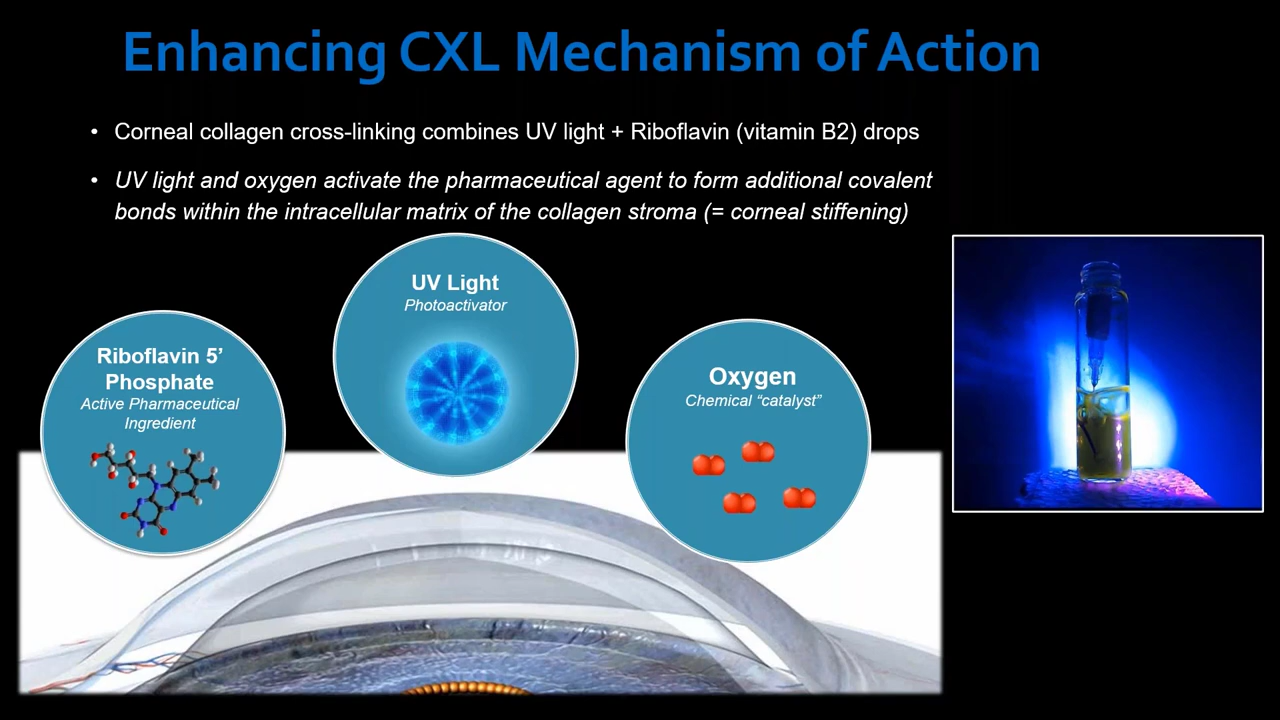 Enhancing CXL Mechanism of Action
• Corneal collagen cross-linking combines UV light + Riboflavin (vitamin B2) drops
• UV light and oxygen activate the pharmaceutical agent to form additional covalent
bonds within the intracellular matrix of the collagen stroma (= corneal stiffening)
Riboflavin 5’
Phosphate
Active Pharmaceutical
Ingredient
UV Light
Photoactivator
Oxygen
Chemical “catalyst”